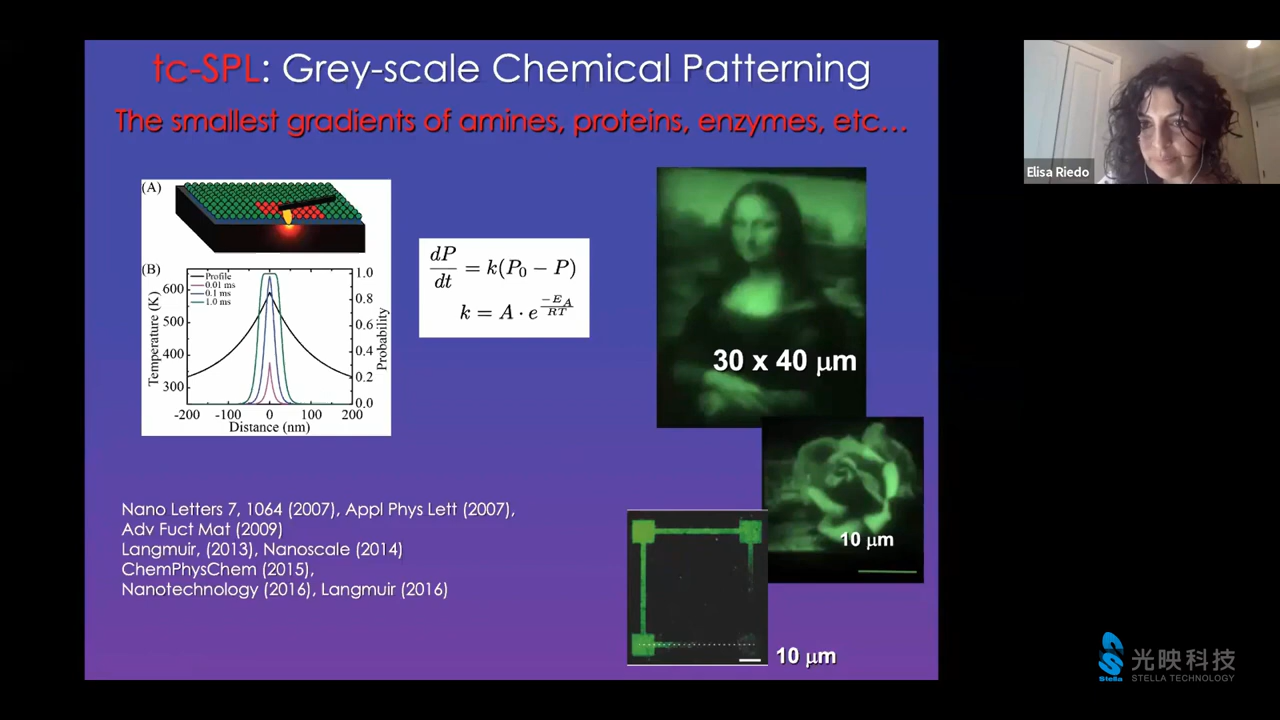 tc-SPL: Grey-scale Chemical Patterning
The smallest gradients of amines, proteins, enzymes, etc...
Elisa Riedo
(A)
(B)
Profile
0.01 ms
0.1 ms
1.0 ms
600
500
400
300
Temperature (K)
1.0
0.8
0.6
0.4
0.2
0.0
Probability
-200 -100 0 100 200
Distance (nm)
dP/dt = k(P₀ − P)
k = A · e^(−E_A/RT)
30 x 40 μm
10 μm
10 μm
Nano Letters 7, 1064 (2007), Appl Phys Lett (2007),
Adv Fuct Mat (2009)
Langmuir, (2013), Nanoscale (2014)
ChemPhysChem (2015),
Nanotechnology (2016), Langmuir (2016)
Stella
光映科技
STELLA TECHNOLOGY